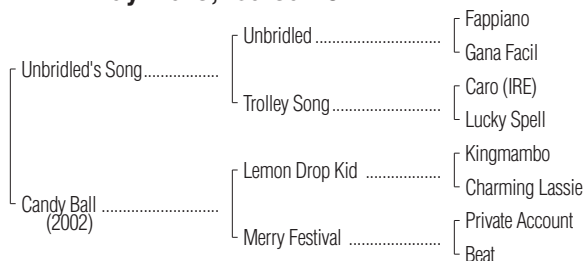 Unbridled's Song
Candy Ball
(2002)
Unbridled
Trolley Song
Lemon Drop Kid
Merry Festival
Fappiano
Gana Facil
Caro (IRE)
Lucky Spell
Kingmambo
Charming Lassie
Private Account
Beat